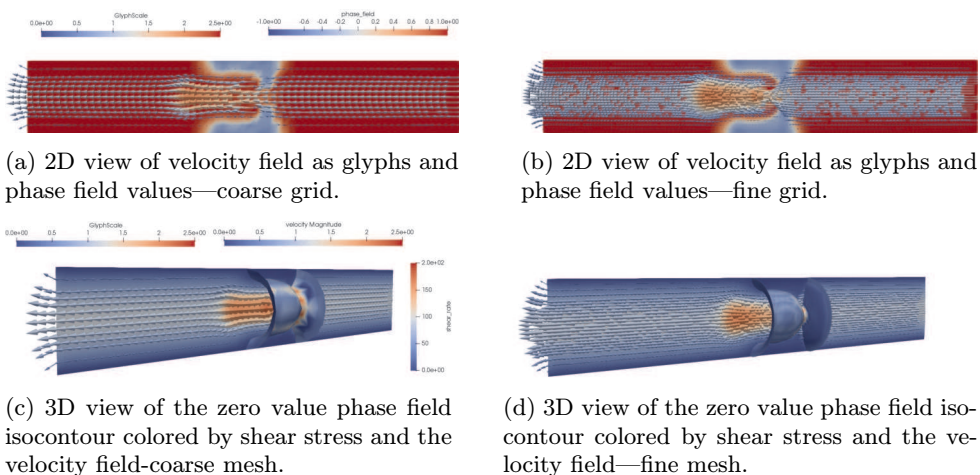 GlyphScale
0.0e+00 0.5 1 1.5 2 2.5e+00
phase_field
-1.0e+00 -0.6 -0.4 -0.2 0 0.2 0.4 0.6 1.0e+00
(a) 2D view of velocity field as glyphs and
phase field values—coarse grid.
(b) 2D view of velocity field as glyphs and
phase field values—fine grid.
GlyphScale
0.0e+00 0.5 1 1.5 2.5e+00
velocity Magnitude
0.0e+00 0.5 1 1.5 2 2.5e+00
2.0e+02
150
100
50
0.0e+00
shear_rate
(c) 3D view of the zero value phase field
isocontour colored by shear stress and the
velocity field-coarse mesh.
(d) 3D view of the zero value phase field iso-
contour colored by shear stress and the ve-
locity field—fine mesh.